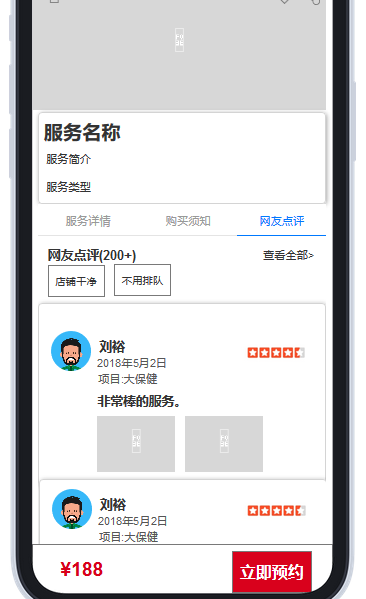 服务名称
服务简介
服务类型
服务详情 购买须知 网友点评
网友点评(200+) 查看全部>
店铺干净 不用排队
刘裕
2018年5月2日
项目:大保健
非常棒的服务。
刘裕
2018年5月2日
项目:大保健
¥188 立即预约